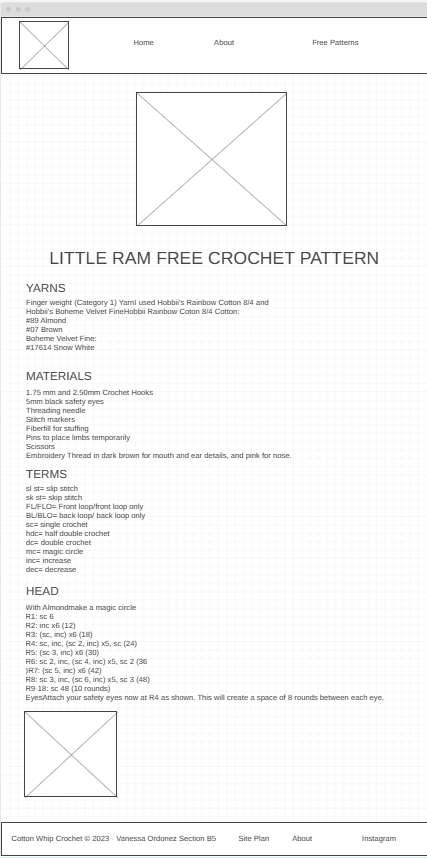 Home About Free Patterns
LITTLE RAM FREE CROCHET PATTERN
YARNS
Finger weight (Category 1) YarnI used Hobbii's Rainbow Cotton 8/4 and
Hobbii's Boheme Velvet FineHobbii Rainbow Coton 8/4 Cotton:
#89 Almond
#07 Brown
Boheme Velvet Fine:
#17614 Snow White
MATERIALS
1.75 mm and 2.50mm Crochet Hooks
5mm black safety eyes
Threading needle
Stitch markers
Fiberfill for stuffing
Pins to place limbs temporarily
Scissors
Embroidery Thread in dark brown for mouth and ear details, and pink for nose.
TERMS
sl st= slip stitch
sk st= skip stitch
FL/FLO= Front loop/front loop only
BL/BLO= back loop/ back loop only
sc= single crochet
hdc= half double crochet
dc= double crochet
mc= magic circle
inc= increase
dec= decrease
HEAD
With Almondmake a magic circle
R1: sc 6
R2: inc x6 (12)
R3: (sc, inc) x6 (18)
R4: sc, inc, (sc 2, inc) x5, sc (24)
R5: (sc 3, inc) x6 (30)
R6: sc 2, inc, (sc 4, inc) x5, sc 2 (36
)R7: (sc 5, inc) x6 (42)
R8: sc 3, inc, (sc 6, inc) x5, sc 3 (48)
R9-18: sc 48 (10 rounds)
EyesAttach your safety eyes now at R4 as shown. This will create a space of 8 rounds between each eye.
Cotton Whip Crochet © 2023 · Vanessa Ordonez Section B5 Site Plan About Instagram